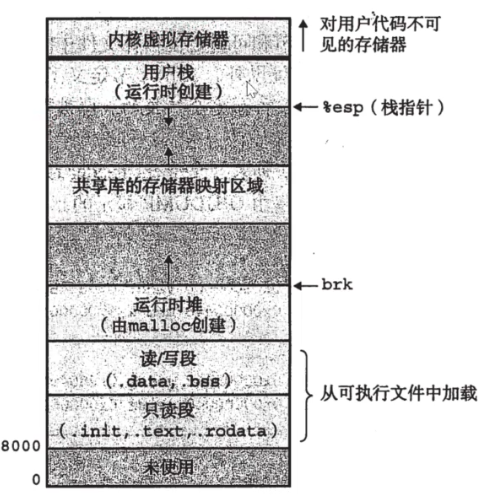 内核虚拟存储器
对用户代码不可
见的存储器
用户栈
(运行时创建)
%esp (栈指针)
共享库的存储器映射区域
brk
运行时堆
(由malloc创建)
读/写段
(.data,.bss)
只读段
(.init,.text,.rodata)
从可执行文件中加载
8000
未使用
0